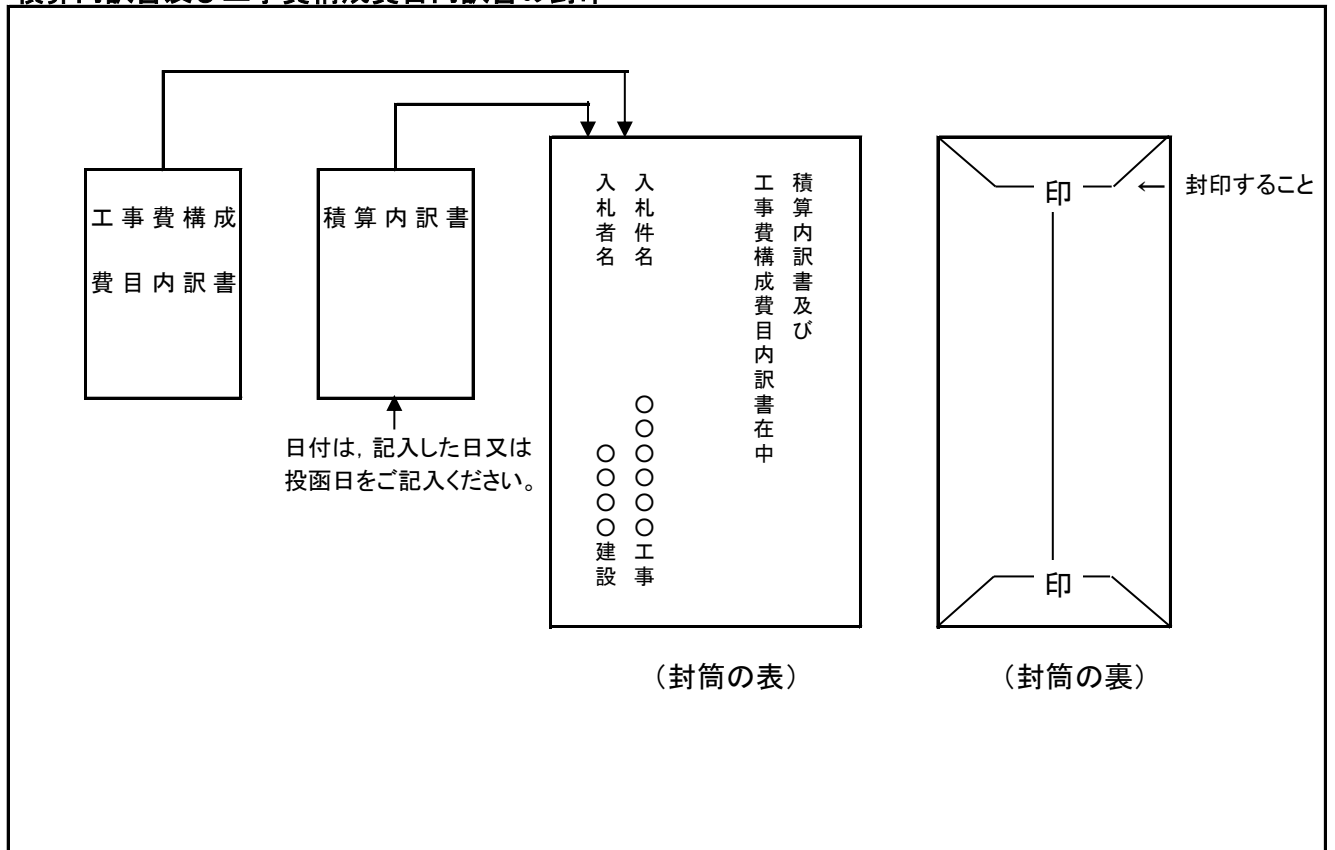 工事費構成
費目内訳書
積算内訳書
日付は，記入した日又は
投函日をご記入ください。
積算内訳書及び
工事費構成費目内訳書在中
入札件名　〇〇〇〇〇〇工事
入札者名　〇〇〇〇建設
（封筒の表）
印
← 封印すること
印
（封筒の裏）